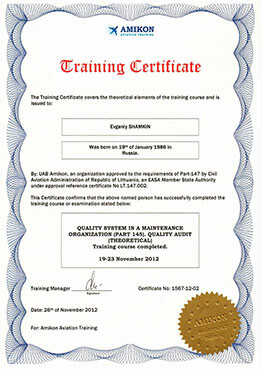 AMIKON
aviation training
Training Certificate
The Training Certificate covers the theoretical elements of the training course and is
issued to:
Evgeniy SHAMKIN
Was born on 19th of January 1986 in
Russia.
By: UAB Amikon, an organization approved to the requirements of Part-147 by Civil
Aviation Administration of Republic of Lithuania, an EASA Member State Authority
under approval reference certificate No LT.147.002.
This Certificate confirms that the above named person has successfully completed the
training course or examination stated below:
QUALITY SYSTEM IN A MAINTENANCE
ORGANIZATION (PART 145). QUALITY AUDIT
(THEORETICAL)
Training course completed.
19-23 November 2012
Training Manager
Certificate No: 1567-12-02
Signature
Date: 26th of November 2012
For: Amikon Aviation Training
AMIKON